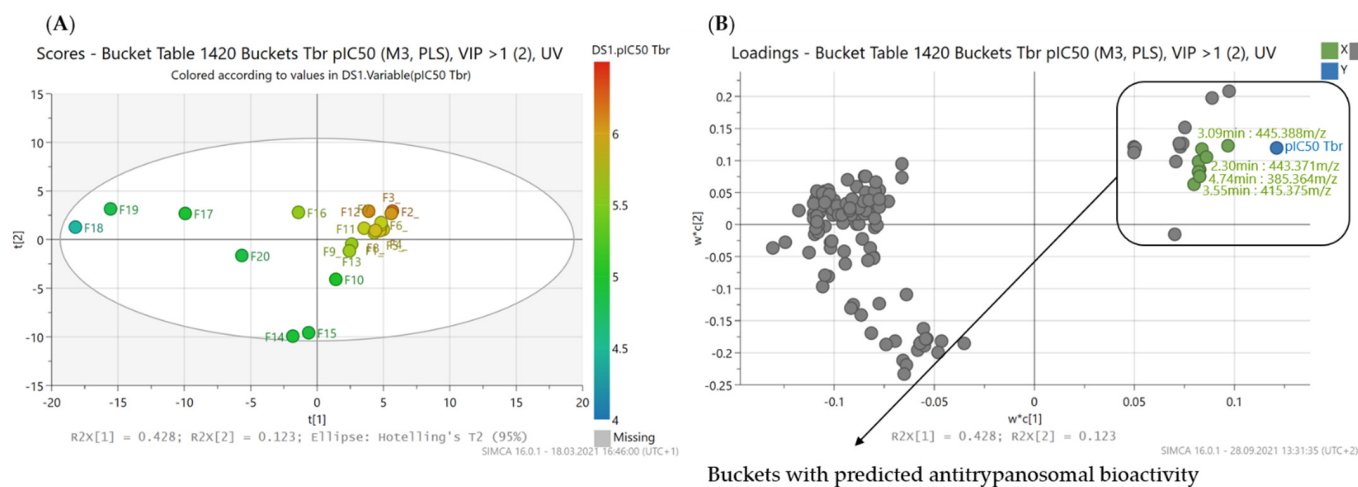 (A)
Scores - Bucket Table 1420 Buckets Tbr pIC50 (M3, PLS), VIP >1 (2), UV
Colored according to values in DS1.Variable(pIC50 Tbr)
DS1.pIC50 Tbr
15
10
5
0
-5
-10
-15
t[2]
F19
F18
F17
F20
F16
F12
F3_
F2_
F11
F6_
F9_
F13
F10
F14
F15
-20
-15
-10
-5
0
5
10
15
20
t[1]
6
5.5
5
4.5
4
Missing
R2X[1] = 0.428; R2X[2] = 0.123; Ellipse: Hotelling's T2 (95%)
SIMCA 16.0.1 - 18.03.2021 16:46:00 (UTC+1)
(B)
Loadings - Bucket Table 1420 Buckets Tbr pIC50 (M3, PLS), VIP >1 (2), UV
X
Y
0.2
0.15
0.1
0.05
0
-0.05
-0.1
-0.15
-0.2
-0.25
w*c[2]
3.09min : 445.388m/z
pIC50 Tbr
2.30min : 443.371m/z
4.74min : 385.364m/z
3.55min : 415.375m/z
-0.1
-0.05
0
0.05
0.1
w*c[1]
R2X[1] = 0.428; R2X[2] = 0.123
SIMCA 16.0.1 - 28.09.2021 13:31:35 (UTC+2)
Buckets with predicted antitrypanosomal bioactivity